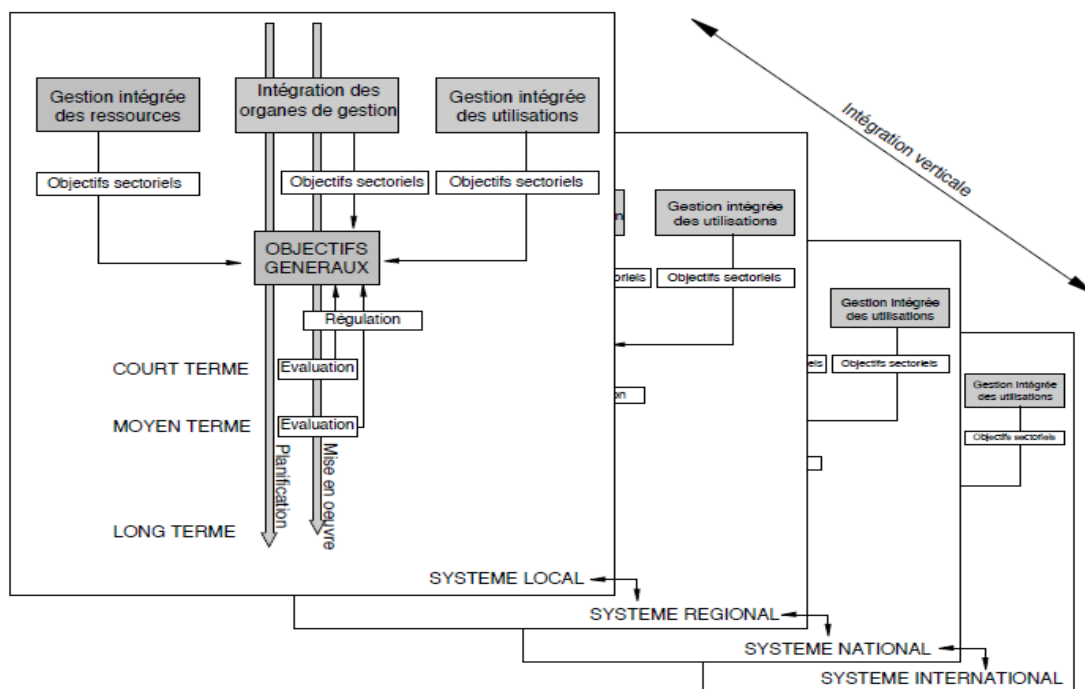 Gestion intégrée
des ressources
Intégration des
organes de gestion
Gestion intégrée
des utilisations
Objectifs sectoriels
Objectifs sectoriels
Objectifs sectoriels
OBJECTIFS
GENERAUX
Régulation
COURT TERME
Evaluation
MOYEN TERME
Evaluation
LONG TERME
Planification
Mise en oeuvre
SYSTEME LOCAL
Intégration verticale
n
Gestion intégrée
des utilisations
toriels
Objectifs sectoriels
on
SYSTEME REGIONAL
Gestion intégrée
des utilisations
els
Objectifs sectoriels
SYSTEME NATIONAL
Gestion intégrée
des utilisations
Objectifs sectoriels
SYSTEME INTERNATIONAL